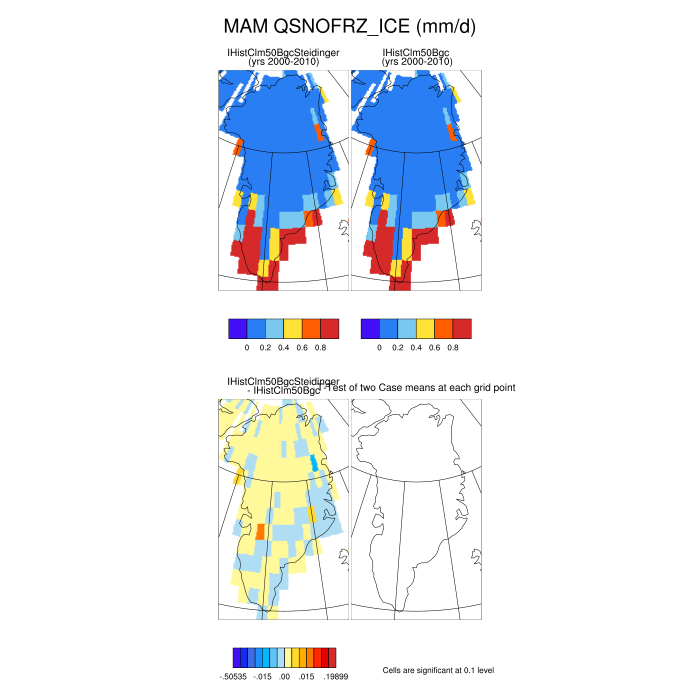 MAM QSNOFRZ_ICE (mm/d)
IHistClm50BgcSteidinger
(yrs 2000-2010)
IHistClm50Bgc
(yrs 2000-2010)
0 0.2 0.4 0.6 0.8
0 0.2 0.4 0.6 0.8
IHistClm50BgcSteidinger
- IHistClm50Bgc
T-Test of two Case means at each grid point
-.50535 -.015 .00 .015 .19899
Cells are significant at 0.1 level